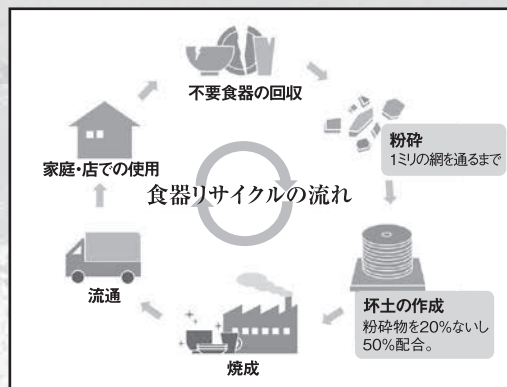 不要食器の回収
粉砕
1ミリの網を通るまで
坏土の作成
粉砕物を20%ないし
50%配合。
焼成
流通
家庭・店での使用
食器リサイクルの流れ